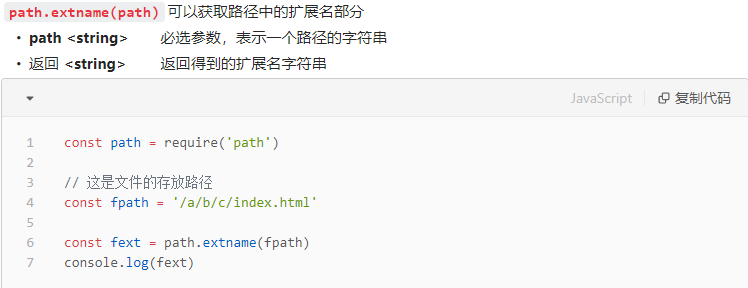 path.extname(path) 可以获取路径中的扩展名部分
• path <string> 必选参数，表示一个路径的字符串
• 返回 <string> 返回得到的扩展名字符串
JavaScript 复制代码
1 const path = require('path')
2
3 // 这是文件的存放路径
4 const fpath = '/a/b/c/index.html'
5
6 const fext = path.extname(fpath)
7 console.log(fext)